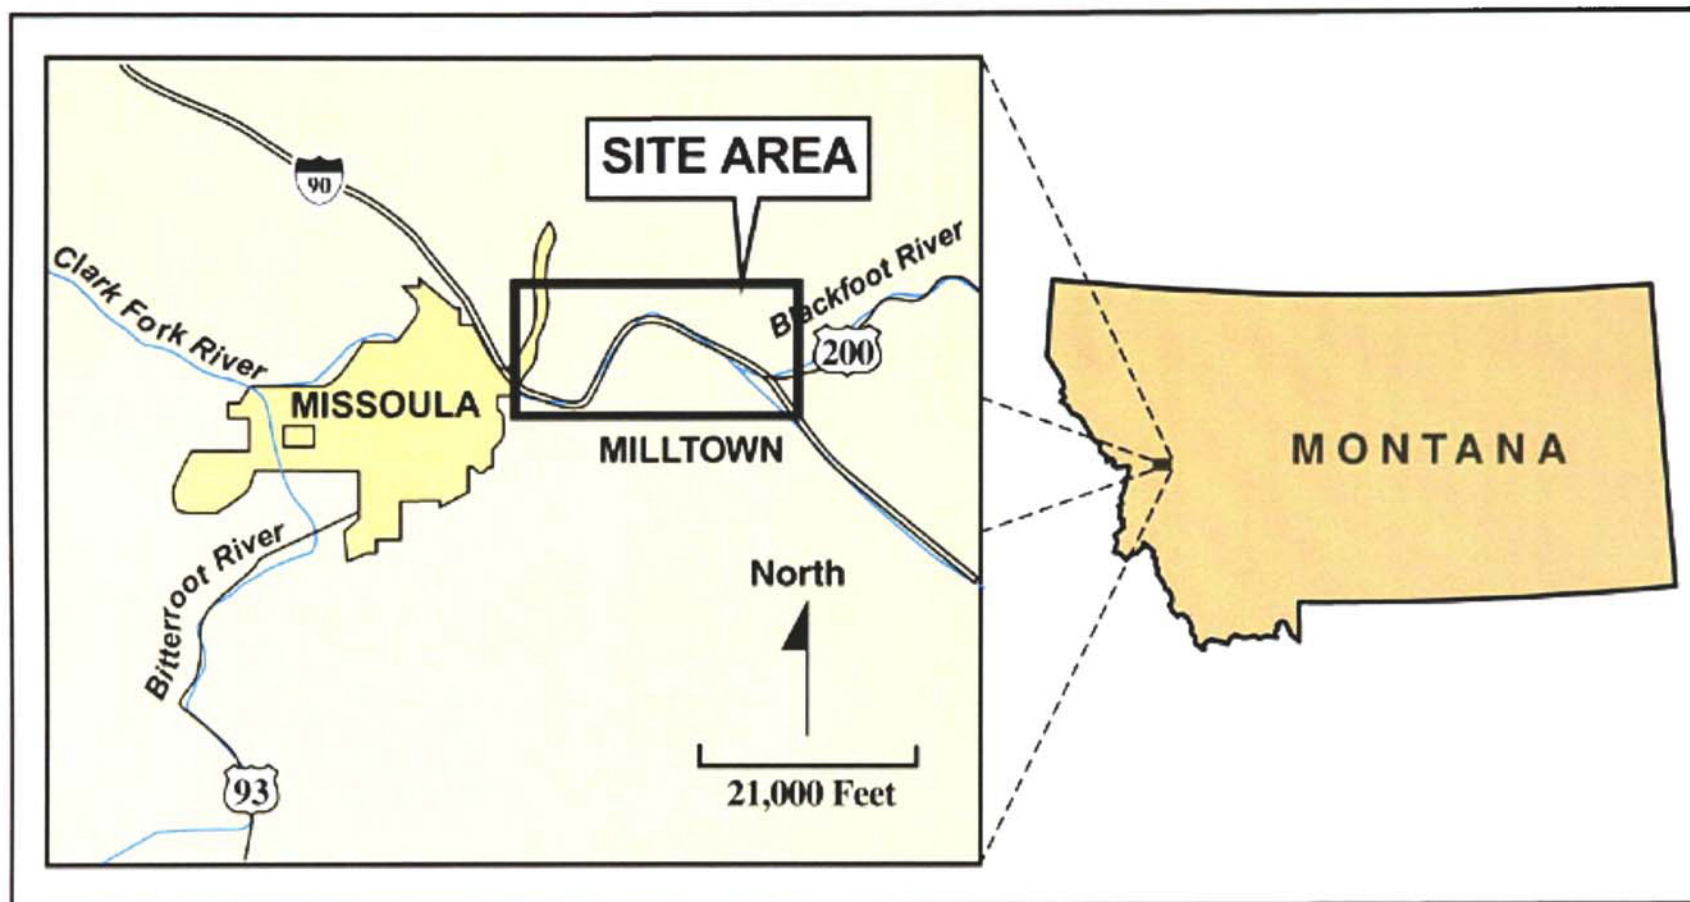 SITE AREA
90
Clark Fork River
Blackfoot River
200
MISSOULA
MILLTOWN
MONTANA
Bitterroot River
North
21,000 Feet
93